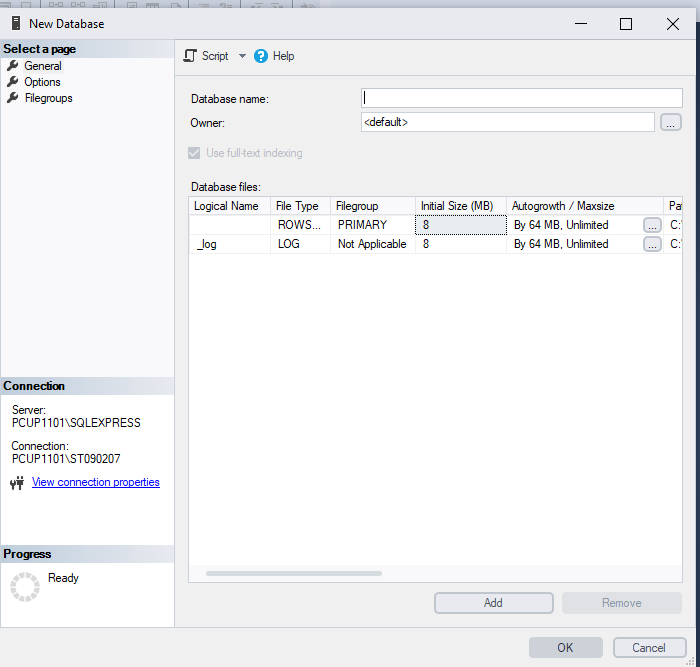 New Database
Select a page
General
Options
Filegroups
Script Help
Database name:
Owner: <default> ...
Use full-text indexing
Database files:
Logical Name File Type Filegroup Initial Size (MB) Autogrowth / Maxsize Pa
ROWS... PRIMARY 8 By 64 MB, Unlimited ... C:\
_log LOG Not Applicable 8 By 64 MB, Unlimited ... C:\
Connection
Server:
PCUP1101\SQLEXPRESS
Connection:
PCUP1101\ST090207
View connection properties
Progress
Ready
Add Remove
OK Cancel